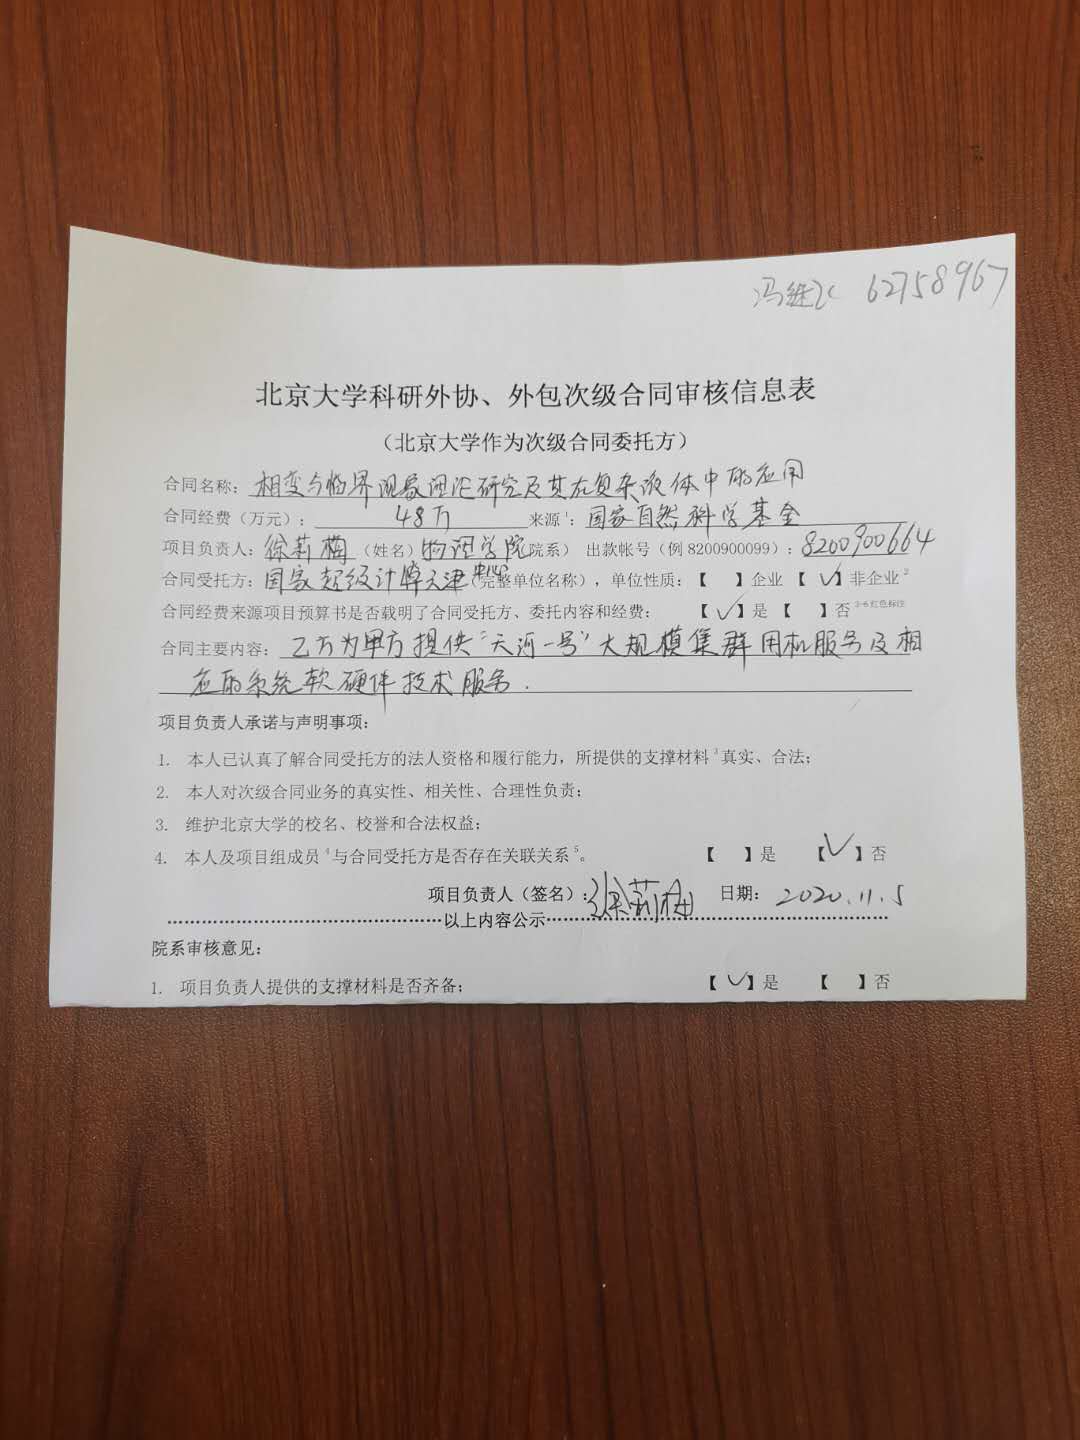 冯继 62758967
北京大学科研外协、外包次级合同审核信息表
（北京大学作为次级合同委托方）
合同名称：相变与临界现象理论研究及其在复杂液体中的应用
合同经费（万元）：48万 来源¹：国家自然科学基金
项目负责人：徐莉梅（姓名）物理学院院系） 出款帐号（例8200900099）：8200900664
合同受托方：国家超级计算天津中心（完整单位名称），单位性质：【 】企业 【√】非企业²
合同经费来源项目预算书是否载明了合同受托方、委托内容和经费： 【√】是【 】否 3-6红色标注
合同主要内容：乙方为甲方提供“天河一号”大规模集群用机服务及相
应的系统软硬件技术服务.
项目负责人承诺与声明事项：
1. 本人已认真了解合同受托方的法人资格和履行能力，所提供的支撑材料³真实、合法；
2. 本人对次级合同业务的真实性、相关性、合理性负责；
3. 维护北京大学的校名、校誉和合法权益；
4. 本人及项目组成员⁴与合同受托方是否存在关联关系⁵。 【 】是 【√】否
项目负责人（签名）：徐莉梅 日期：2020.11.5
以上内容公示
院系审核意见：
1. 项目负责人提供的支撑材料是否齐备； 【√】是 【 】否